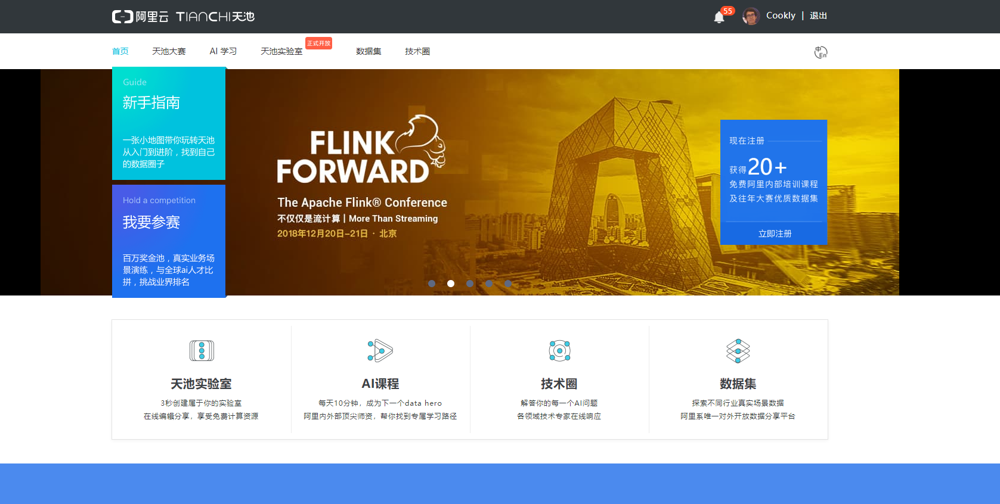 阿里云 TIANCHI天池
55
Cookly | 退出
首页 天池大赛 AI 学习 天池实验室 正式开放 数据集 技术圈
中 En
Guide
新手指南
一张小地图带你玩转天池
从入门到进阶，找到自己
的数据圈子
Hold a competition
我要参赛
百万奖金池，真实业务场
景演练，与全球ai人才比
拼，挑战业界排名
FLINK
FORWARD
The Apache Flink® Conference
不仅仅是流计算 | More Than Streaming
2018年12月20日-21日 · 北京
现在注册
获得20+
免费阿里内部培训课程
及往年大赛优质数据集
立即注册
天池实验室
3秒创建属于你的实验室
在线编辑分享，享受免费计算资源
AI课程
每天10分钟，成为下一个data hero
阿里内外部顶尖师资，帮你找到专属学习路径
技术圈
解答你的每一个AI问题
各领域技术专家在线响应
数据集
探索不同行业真实场景数据
阿里系唯一对外开放数据分享平台